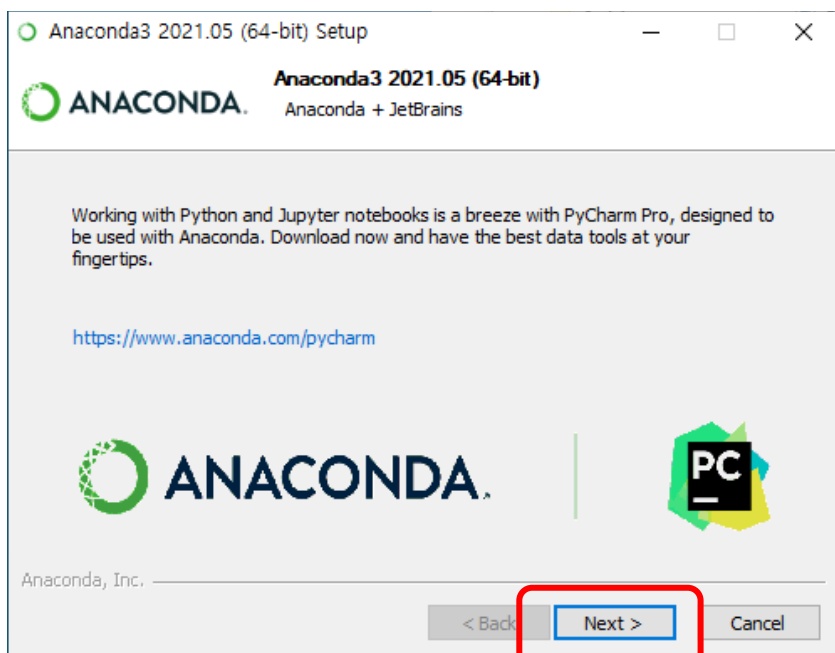 Anaconda3 2021.05 (64-bit) Setup
ANACONDA.
Anaconda3 2021.05 (64-bit)
Anaconda + JetBrains
Working with Python and Jupyter notebooks is a breeze with PyCharm Pro, designed to
be used with Anaconda. Download now and have the best data tools at your
fingertips.
https://www.anaconda.com/pycharm
ANACONDA.
PC
Anaconda, Inc.
< Back
Next >
Cancel